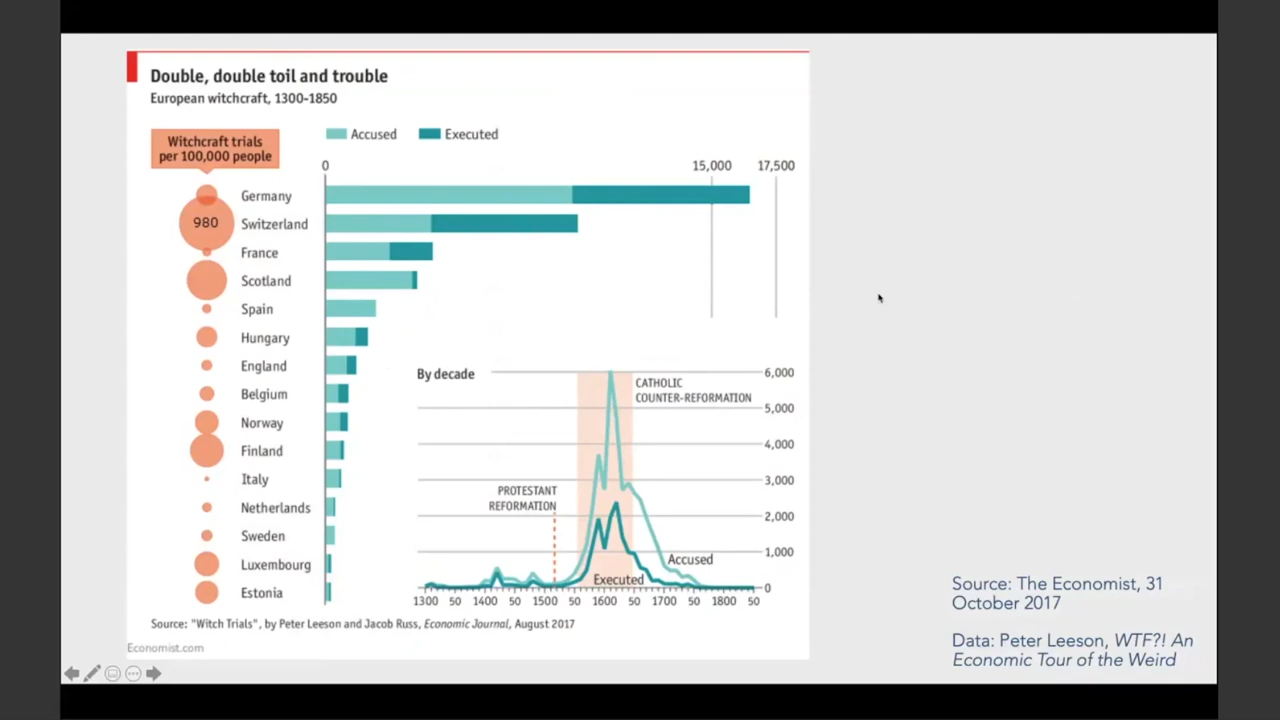 Double, double toil and trouble
European witchcraft, 1300-1850
Witchcraft trials
per 100,000 people
Accused
Executed
0
15,000
17,500
Germany
980
Switzerland
France
Scotland
Spain
Hungary
England
Belgium
Norway
Finland
Italy
Netherlands
Sweden
Luxembourg
Estonia
By decade
CATHOLIC
COUNTER-REFORMATION
PROTESTANT
REFORMATION
6,000
5,000
4,000
3,000
2,000
1,000
0
Accused
Executed
1300 50 1400 50 1500 50 1600 50 1700 50 1800 50
Source: "Witch Trials", by Peter Leeson and Jacob Russ, Economic Journal, August 2017
Economist.com
Source: The Economist, 31
October 2017
Data: Peter Leeson, WTF?! An
Economic Tour of the Weird